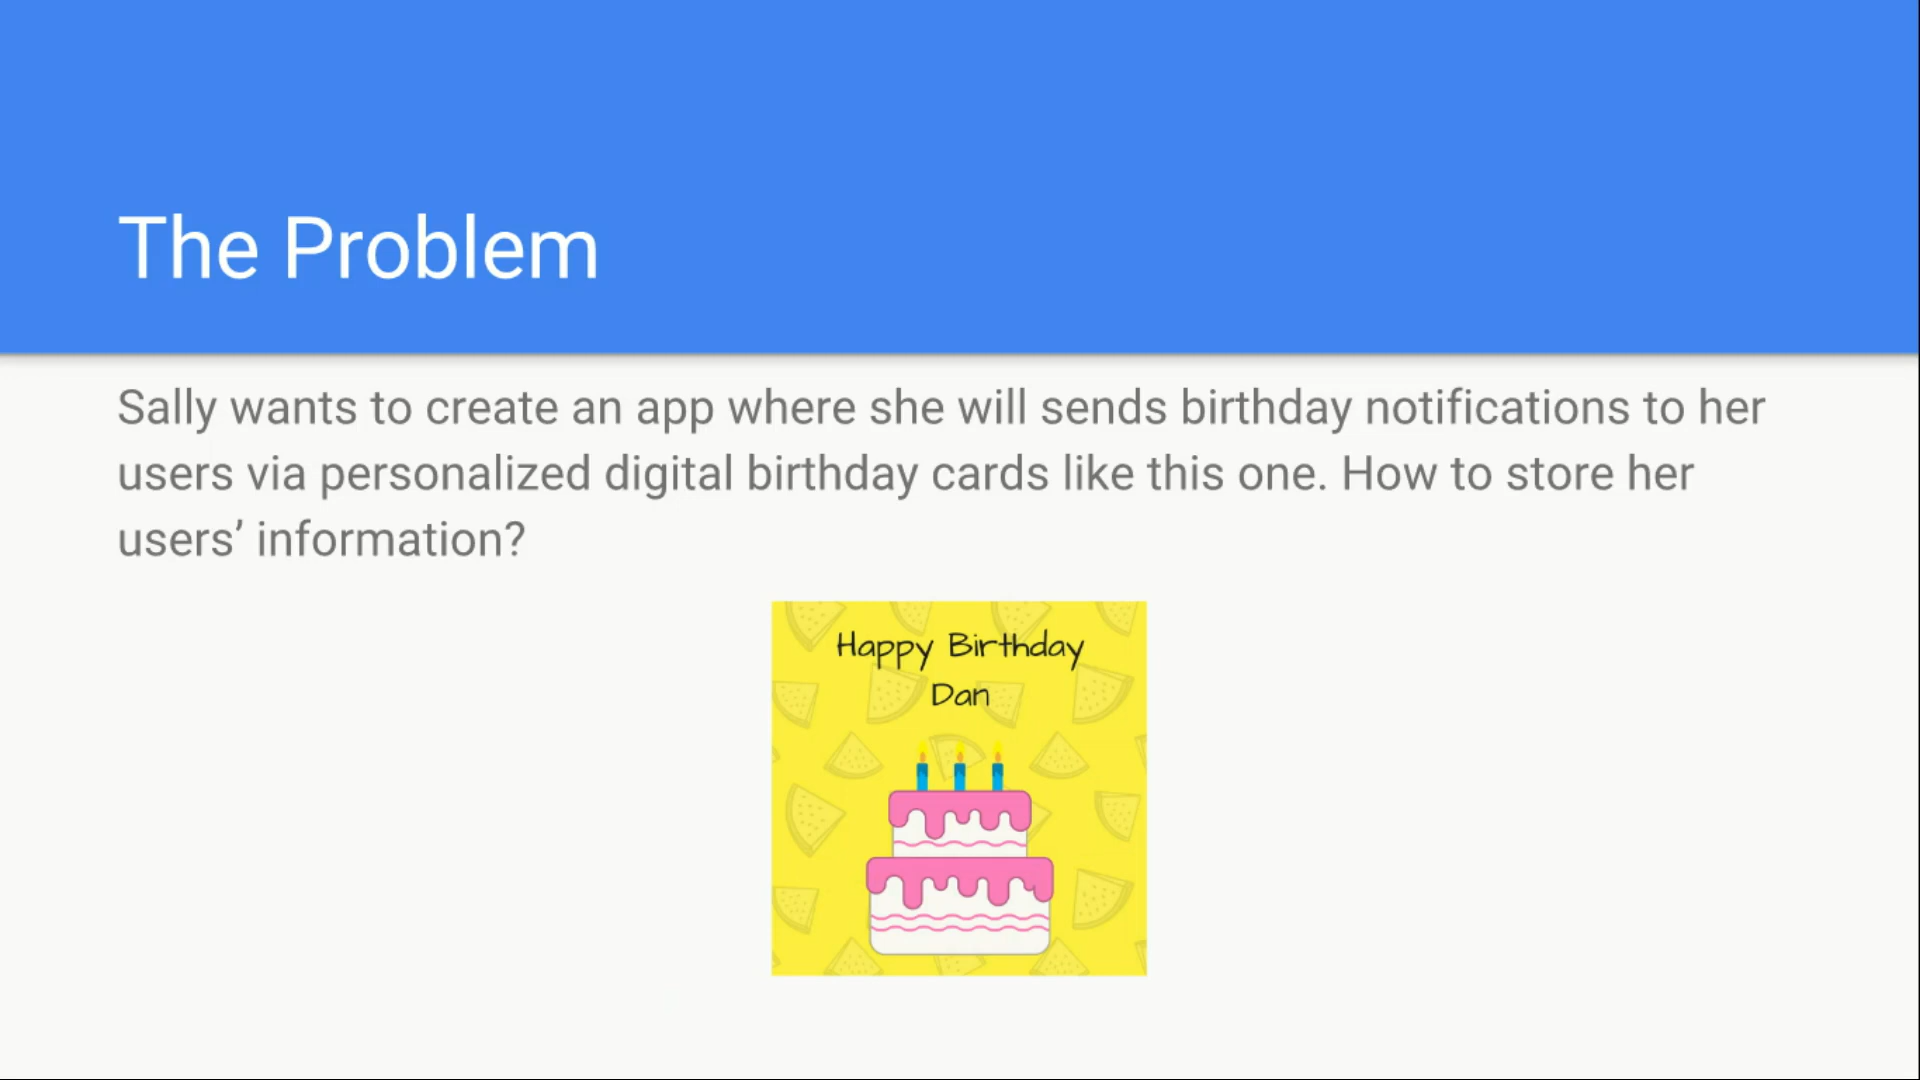 The Problem
Sally wants to create an app where she will sends birthday notifications to her
users via personalized digital birthday cards like this one. How to store her
users’ information?
Happy Birthday
Dan